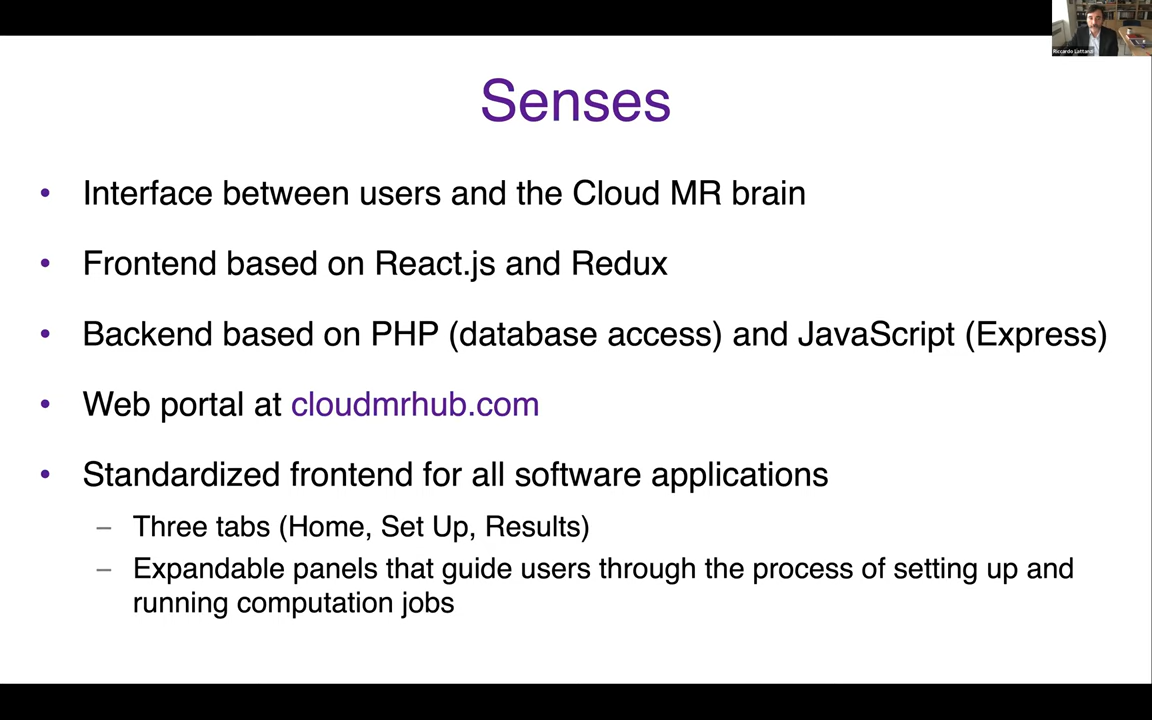 Riccardo Lattanzi
Senses
• Interface between users and the Cloud MR brain
• Frontend based on React.js and Redux
• Backend based on PHP (database access) and JavaScript (Express)
• Web portal at cloudmrhub.com
• Standardized frontend for all software applications
– Three tabs (Home, Set Up, Results)
– Expandable panels that guide users through the process of setting up and
running computation jobs